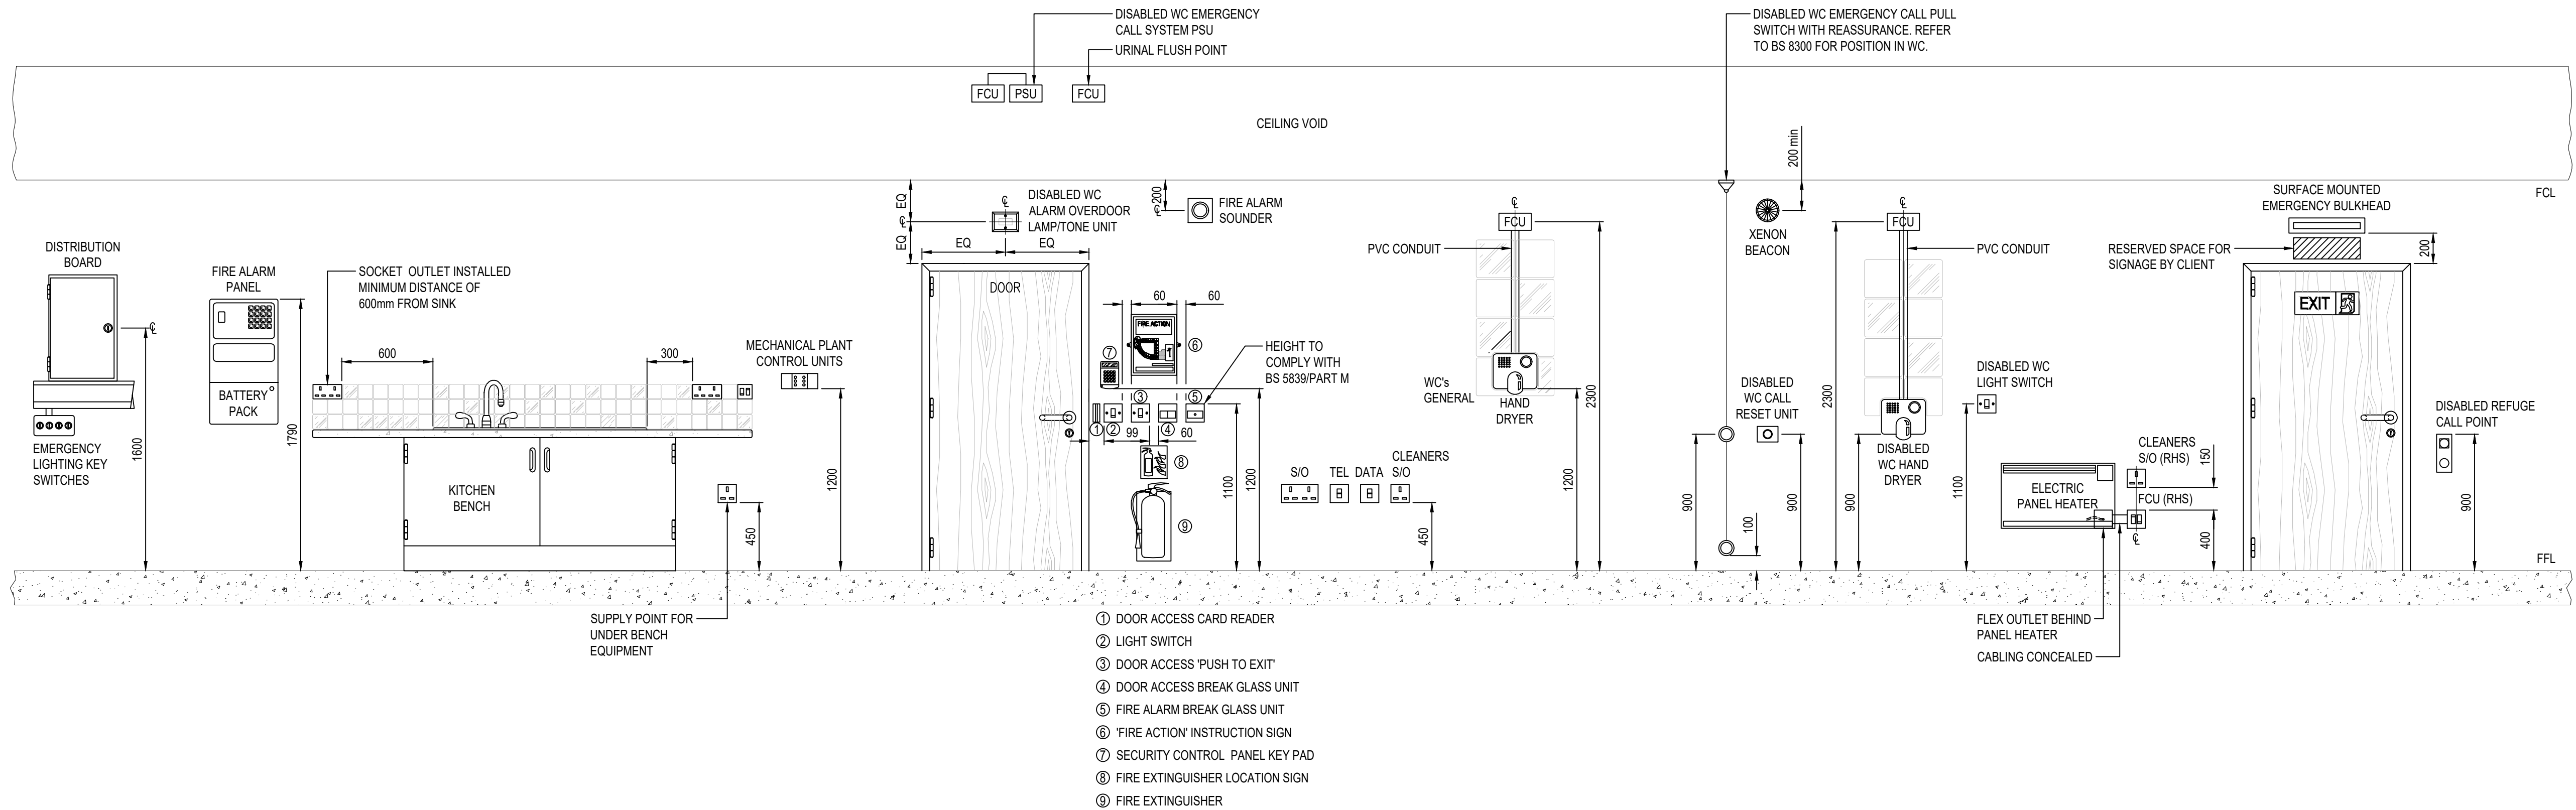 DISABLED WC EMERGENCY
CALL SYSTEM PSU
URINAL FLUSH POINT
DISABLED WC EMERGENCY CALL PULL
SWITCH WITH REASSURANCE. REFER
TO BS 8300 FOR POSITION IN WC.
FCU
PSU
FCU
CEILING VOID
200 min
FCL
DISTRIBUTION
BOARD
1600
℄
EMERGENCY
LIGHTING KEY
SWITCHES
FIRE ALARM
PANEL
BATTERY
PACK
1790
SOCKET OUTLET INSTALLED
MINIMUM DISTANCE OF
600mm FROM SINK
600
300
KITCHEN
BENCH
MECHANICAL PLANT
CONTROL UNITS
450
1200
SUPPLY POINT FOR
UNDER BENCH
EQUIPMENT
EQ
℄
EQ
℄
DISABLED WC
ALARM OVERDOOR
LAMP/TONE UNIT
EQ
EQ
DOOR
200
℄
FIRE ALARM
SOUNDER
60
60
FIRE ACTION
⑥
⑦
HEIGHT TO
COMPLY WITH
BS 5839/PART M
③
⑤
①
②
④
99
60
⑧
⑨
1100
1200
S/O
TEL
DATA
CLEANERS
S/O
450
℄
FCU
PVC CONDUIT
WC's
GENERAL
HAND
DRYER
1200
2300
XENON
BEACON
900
100
DISABLED
WC CALL
RESET UNIT
900
℄
FCU
PVC CONDUIT
2300
DISABLED
WC HAND
DRYER
900
DISABLED WC
LIGHT SWITCH
1100
ELECTRIC
PANEL HEATER
CLEANERS
S/O (RHS)
150
FCU (RHS)
℄
400
FLEX OUTLET BEHIND
PANEL HEATER
CABLING CONCEALED
SURFACE MOUNTED
EMERGENCY BULKHEAD
RESERVED SPACE FOR
SIGNAGE BY CLIENT
200
EXIT
DISABLED REFUGE
CALL POINT
900
FFL
① DOOR ACCESS CARD READER
② LIGHT SWITCH
③ DOOR ACCESS 'PUSH TO EXIT'
④ DOOR ACCESS BREAK GLASS UNIT
⑤ FIRE ALARM BREAK GLASS UNIT
⑥ 'FIRE ACTION' INSTRUCTION SIGN
⑦ SECURITY CONTROL PANEL KEY PAD
⑧ FIRE EXTINGUISHER LOCATION SIGN
⑨ FIRE EXTINGUISHER